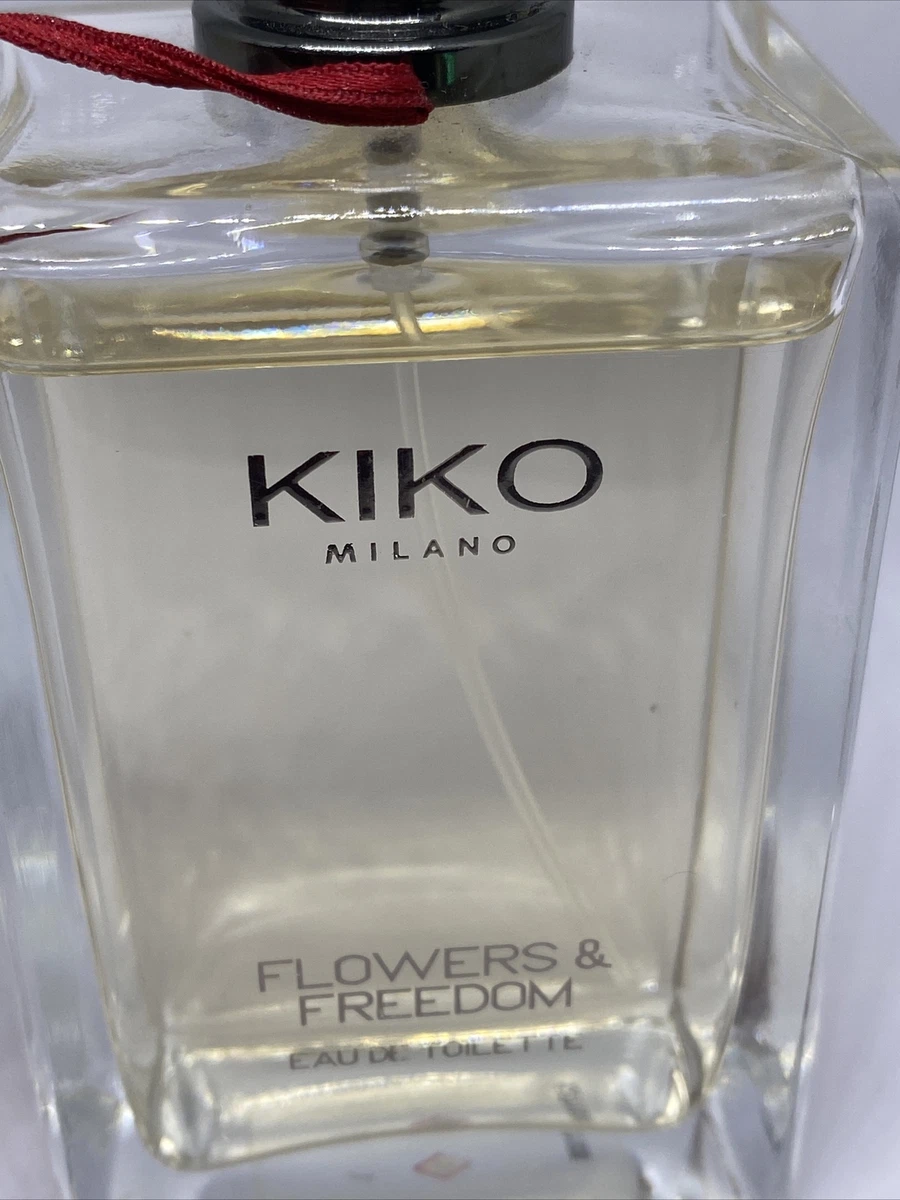 KIKO
MILANO
FLOWERS &
FREEDOM
EAU DE TOILETTE